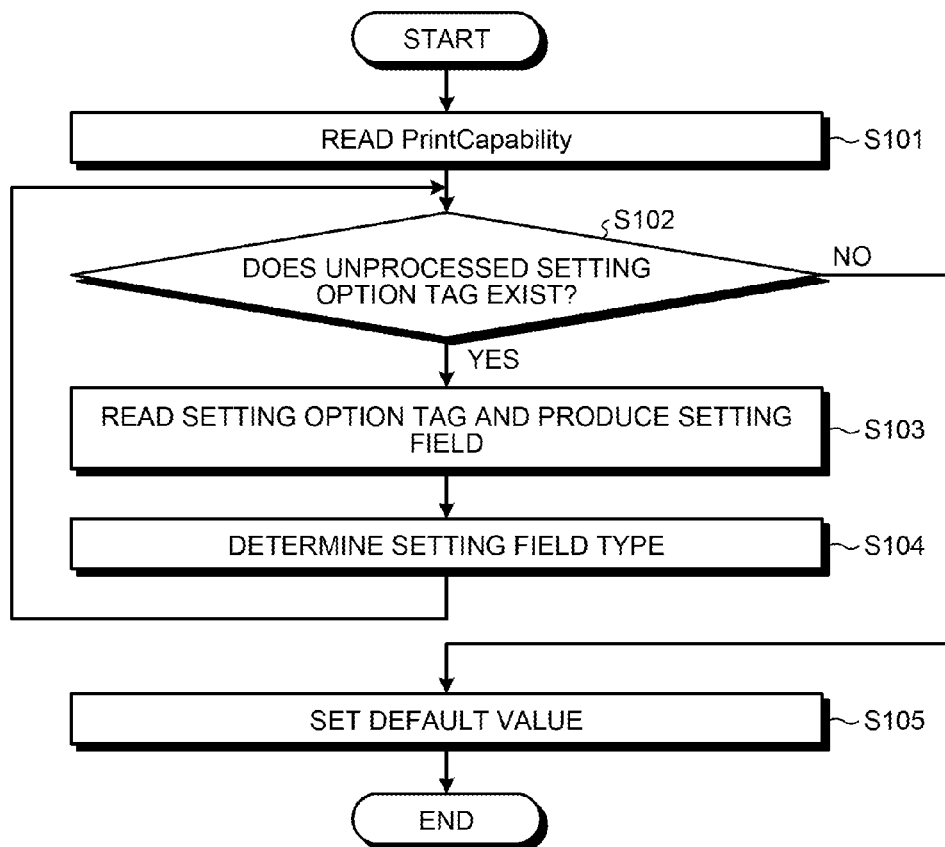 START
READ PrintCapability
S101
S102
DOES UNPROCESSED SETTING
OPTION TAG EXIST?
NO
YES
READ SETTING OPTION TAG AND PRODUCE SETTING
FIELD
S103
DETERMINE SETTING FIELD TYPE
S104
SET DEFAULT VALUE
S105
END